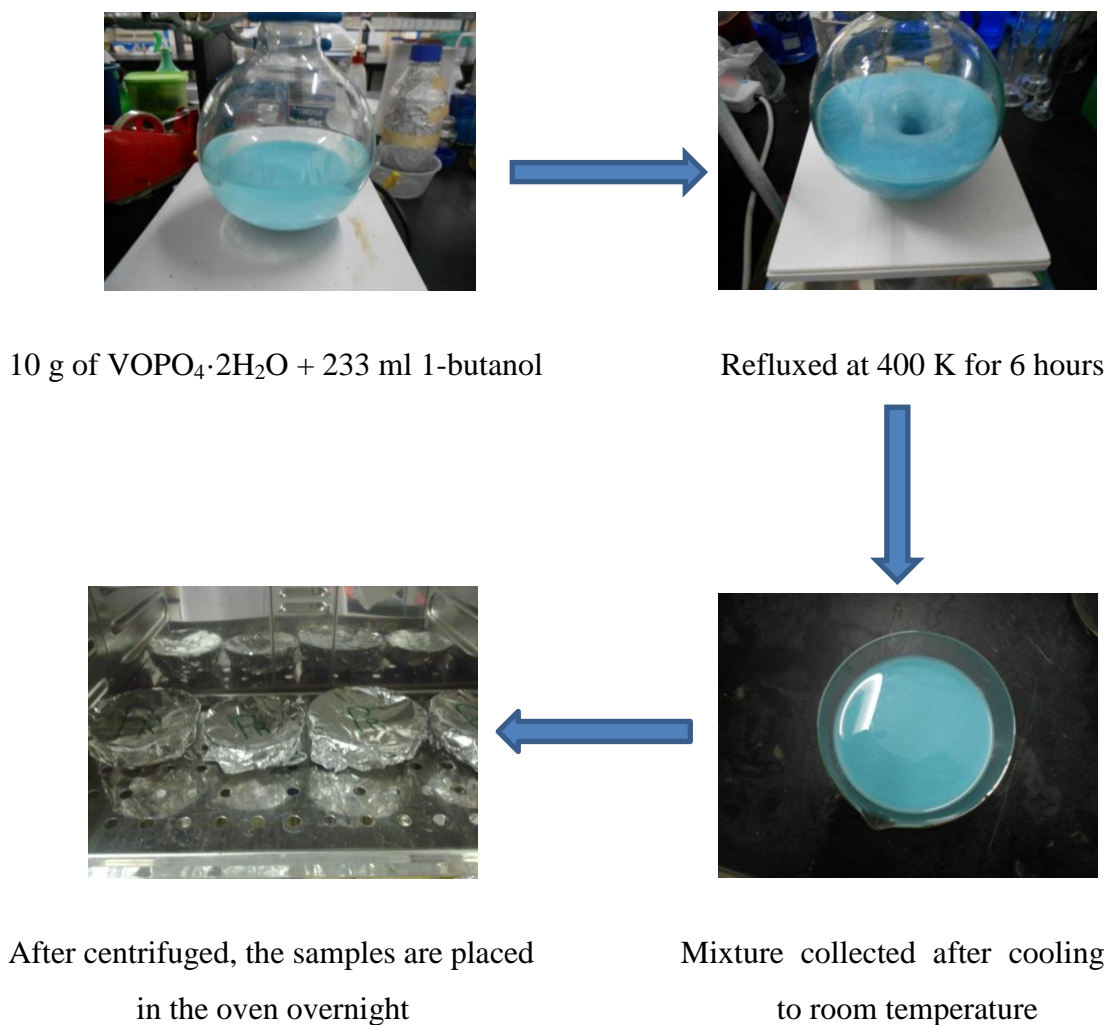 10 g of VOPO₄·2H₂O + 233 ml 1-butanol
Refluxed at 400 K for 6 hours
After centrifuged, the samples are placed
in the oven overnight
Mixture collected after cooling
to room temperature